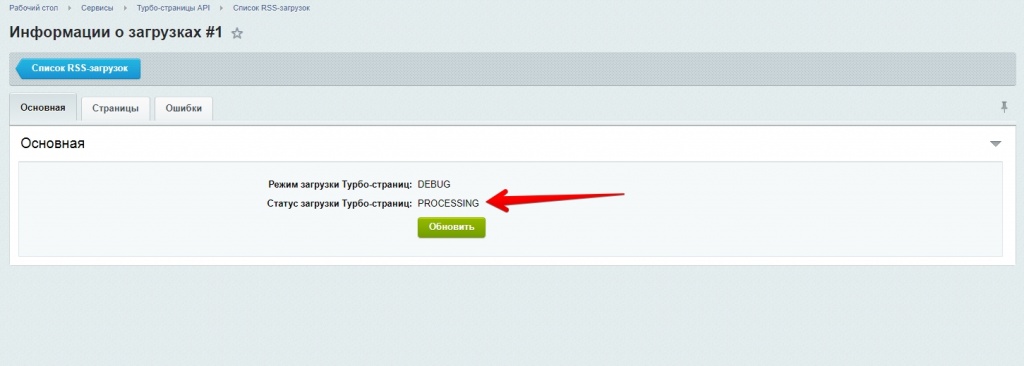 Рабочий стол Сервисы Турбо-страницы API Список RSS-загрузок
Информации о загрузках #1
Список RSS-загрузок
Основная Страницы Ошибки
Основная
Режим загрузки Турбо-страниц: DEBUG
Статус загрузки Турбо-страниц: PROCESSING
Обновить